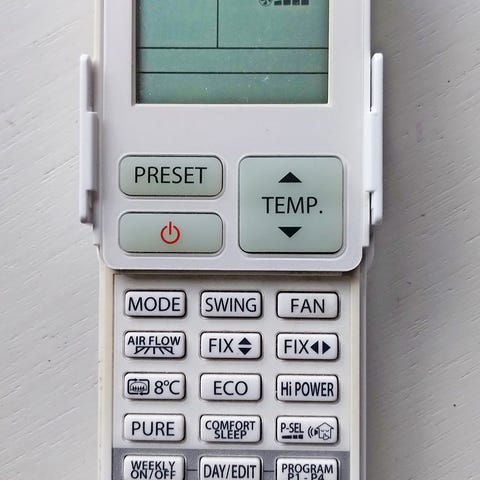 PRESET
TEMP.
MODE SWING FAN
AIR FLOW FIX FIX
8°C ECO Hi POWER
PURE COMFORT SLEEP P-SEL
WEEKLY ON/OFF DAY/EDIT PROGRAM P1 - P4